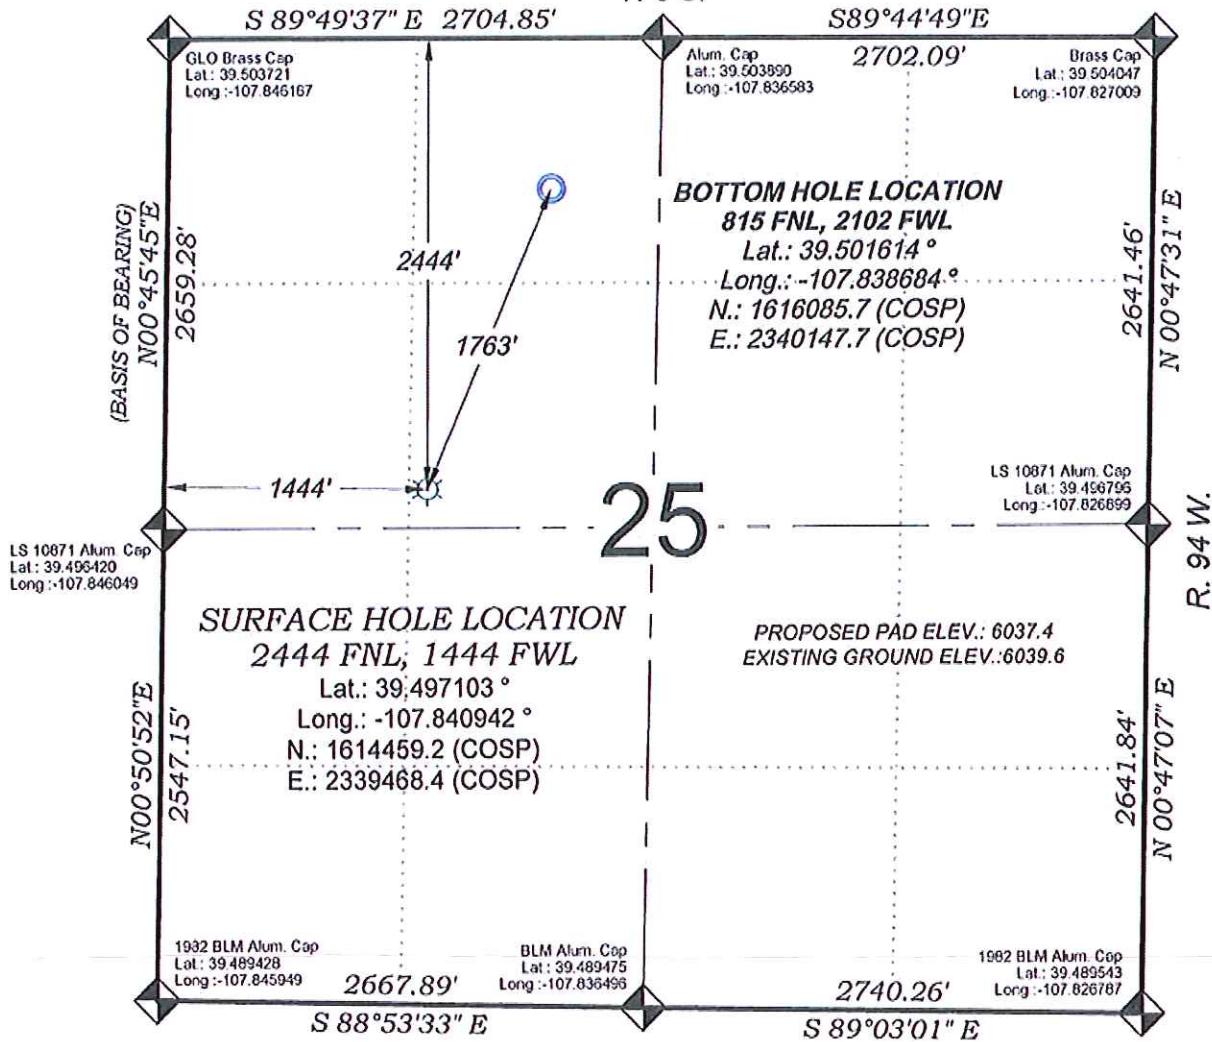 S 89°49'37" E 2704.85'
S89°44'49"E
2702.09'
GLO Brass Cap
Lat.: 39.503721
Long.:-107.846167
Alum. Cap
Lat.: 39.503890
Long.:-107.836583
Brass Cap
Lat.: 39.504047
Long.:-107.827009
(BASIS OF BEARING)
N00°45'45"E
2659.28'
2444'
1763'
1444'
BOTTOM HOLE LOCATION
815 FNL, 2102 FWL
Lat.: 39.501614 °
Long.: -107.838684 °
N.: 1616085.7 (COSP)
E.: 2340147.7 (COSP)
2641.46'
N 00°47'31" E
LS 10871 Alum. Cap
Lat.: 39.496796
Long.:-107.826899
25
R. 94 W.
LS 10871 Alum. Cap
Lat.: 39.496420
Long.:-107.846049
SURFACE HOLE LOCATION
2444 FNL, 1444 FWL
Lat.: 39.497103 °
Long.: -107.840942 °
N.: 1614459.2 (COSP)
E.: 2339468.4 (COSP)
PROPOSED PAD ELEV.: 6037.4
EXISTING GROUND ELEV.:6039.6
N00°50'52"E
2547.15'
2641.84'
N 00°47'07" E
1982 BLM Alum. Cap
Lat.: 39.489428
Long.:-107.845949
BLM Alum. Cap
Lat.: 39.489475
Long.:-107.836496
1982 BLM Alum. Cap
Lat.: 39.489543
Long.:-107.826787
2667.89'
S 88°53'33" E
2740.26'
S 89°03'01" E